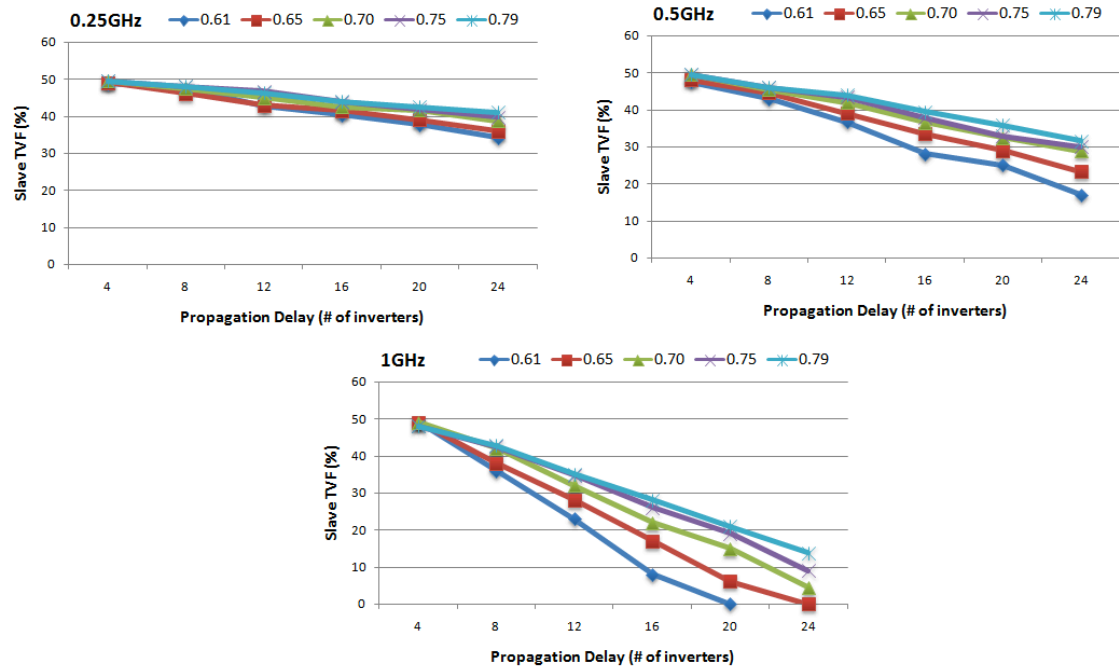 0.25GHz 0.61 0.65 0.70 0.75 0.79
60
50
40
30
20
10
0
Slave TVF (%)
4 8 12 16 20 24
Propagation Delay (# of inverters)
0.5GHz 0.61 0.65 0.70 0.75 0.79
60
50
40
30
20
10
0
Slave TVF (%)
4 8 12 16 20 24
Propagation Delay (# of inverters)
1GHz 0.61 0.65 0.70 0.75 0.79
60
50
40
30
20
10
0
Slave TVF (%)
4 8 12 16 20 24
Propagation Delay (# of inverters)